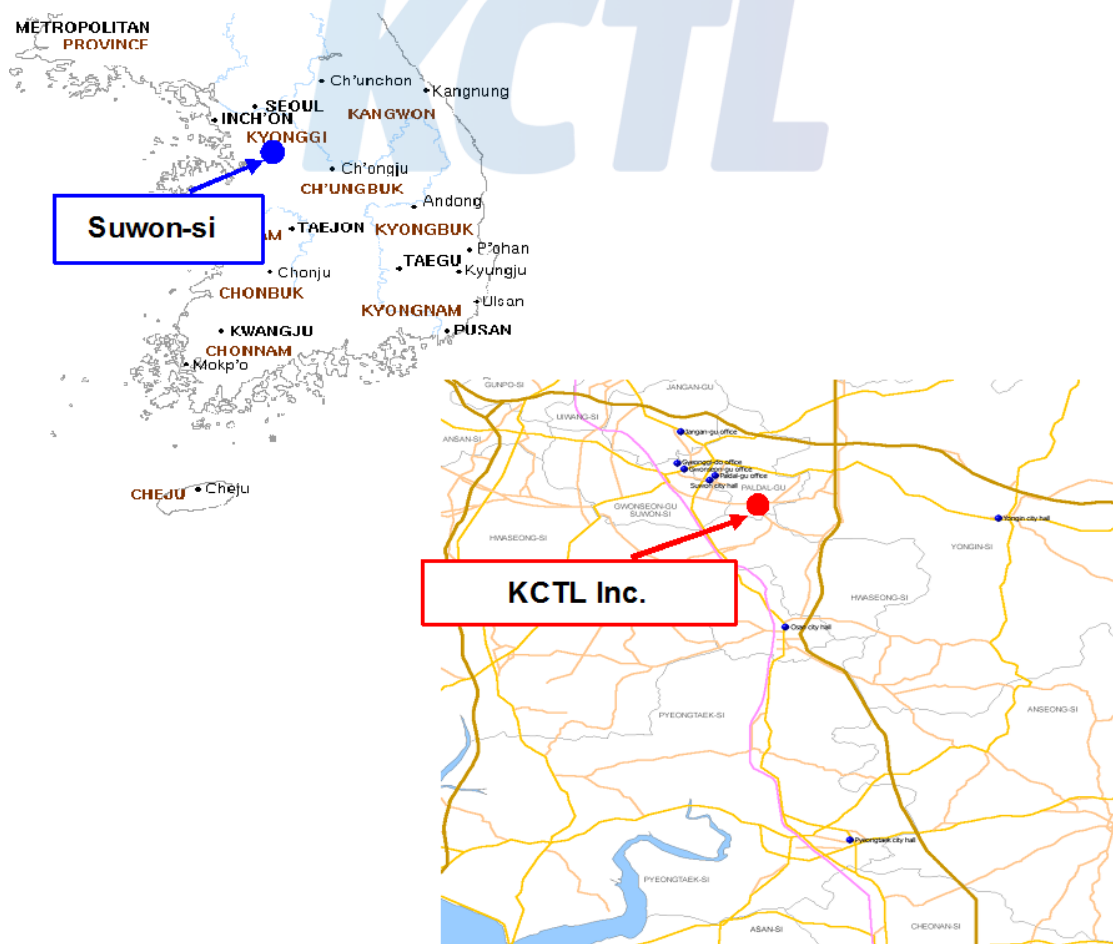 KCTL
METROPOLITAN
PROVINCE
Ch'unchon
Kangnung
SEOUL
KANGWON
INCH'ON
KYONGGI
Ch'ongju
CH'UNGBUK
Suwon-si
Andong
AM
TAEJON
KYONGBUK
P'ohan
TAEGU
Kyungju
Chonju
CHONBUK
Ulsan
KYONGNAM
KWANGJU
PUSAN
CHONNAM
Mokp'o
CHEJU
Cheju
GUNPO-SI
JANGAN-GU
UIWANG-SI
Jangan-gu office
ANSAN-SI
Gyeonggi-do office
Gwonseon-gu office
Paldal-gu office
Suwon city hall
PALDAL-GU
GWONSEON-GU
SUWON-SI
Yongin city hall
HWASEONG-SI
YONGIN-SI
KCTL Inc.
HWASEONG-SI
Osan city hall
PYEONGTAEK-SI
ANSEONG-SI
Pyeongtaek city hall
PYEONGTAEK-SI
ASAN-SI
CHEONAN-SI